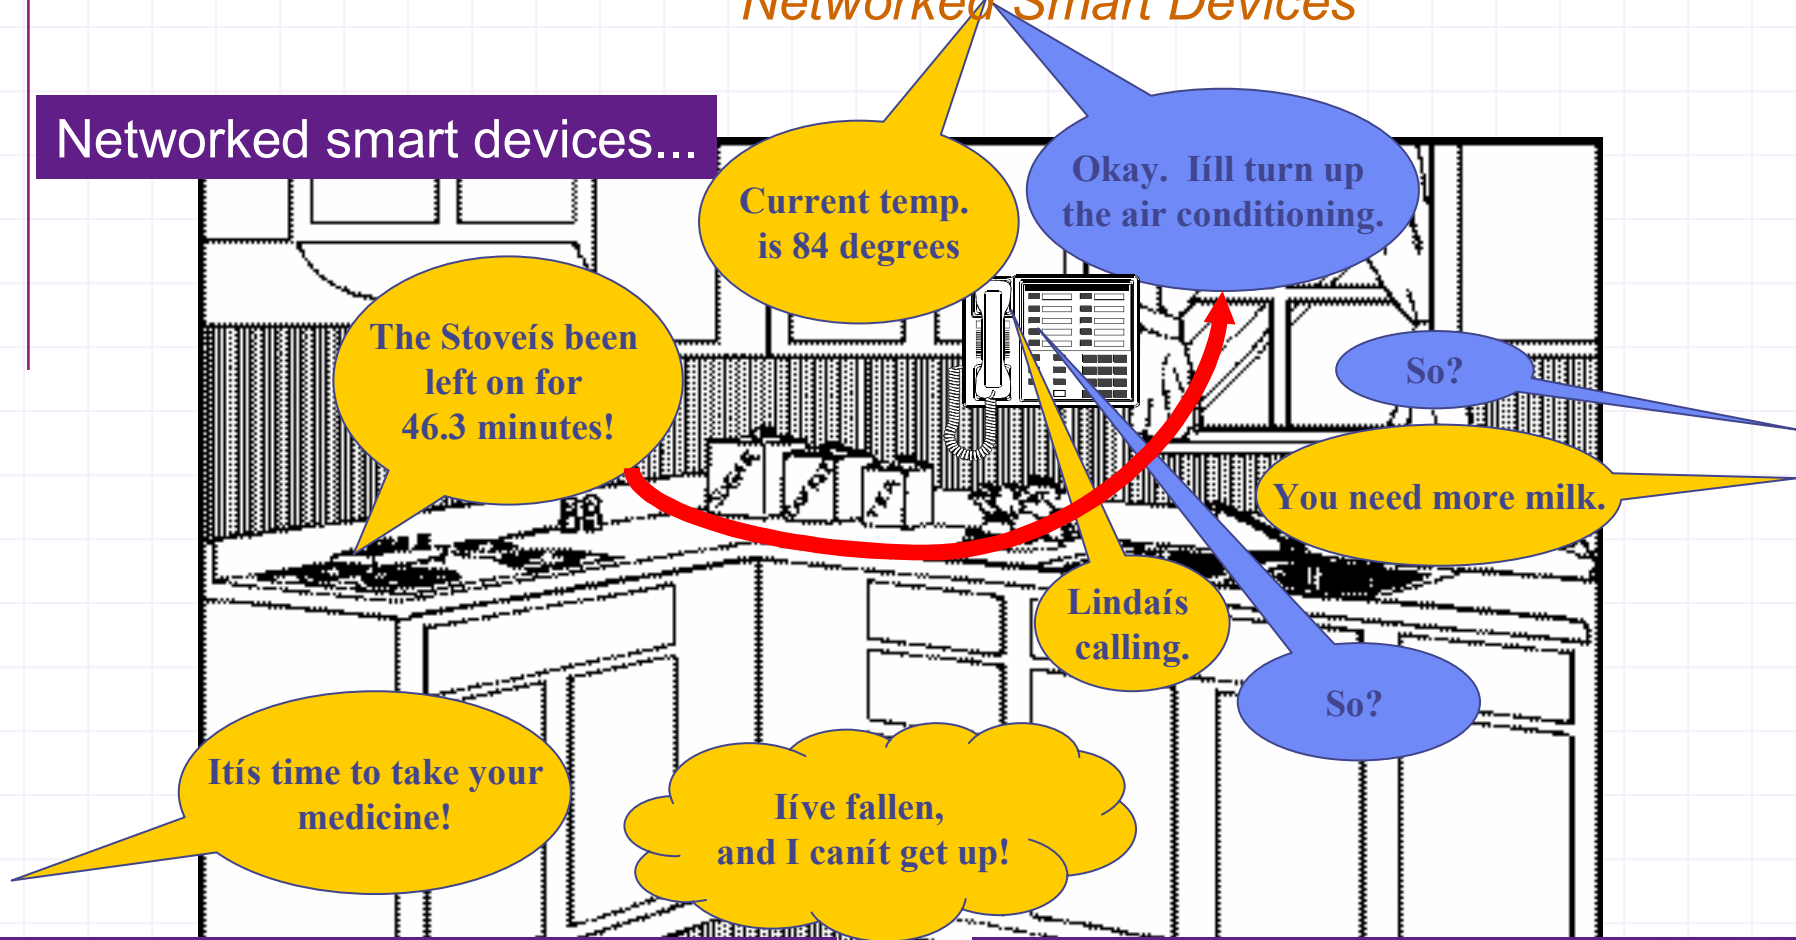 Networked Smart Devices
Networked smart devices...
Current temp.
is 84 degrees
Okay.  Iíll turn up
the air conditioning.
The Stoveís been
left on for
46.3 minutes!
So?
You need more milk.
Lindaís
calling.
So?
Itís time to take your
medicine!
Iíve fallen,
and I canít get up!